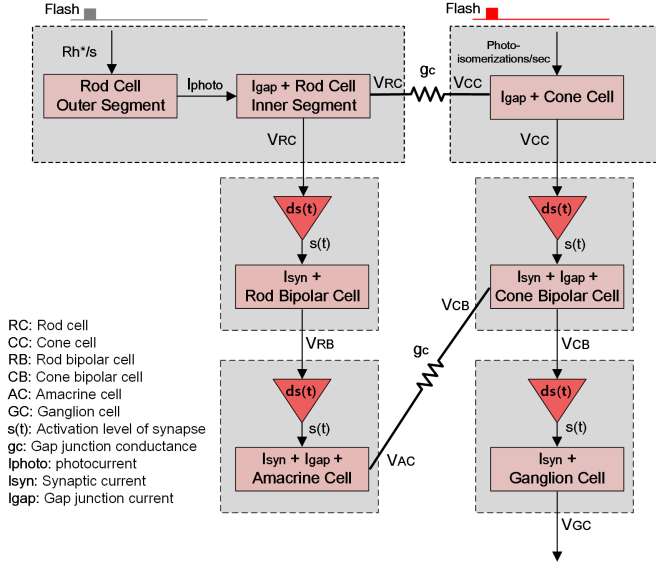 Flash
Flash
Rh*/s
Photo-
isomerizations/sec
Rod Cell
Outer Segment
Iphoto
Igap + Rod Cell
Inner Segment
VRC
gc
VCC
Igap + Cone Cell
VRC
VCC
ds(t)
ds(t)
s(t)
s(t)
Isyn +
Rod Bipolar Cell
Isyn + Igap +
Cone Bipolar Cell
VCB
VRB
gc
VCB
ds(t)
ds(t)
s(t)
s(t)
Isyn + Igap +
Amacrine Cell
VAC
Isyn +
Ganglion Cell
VGC
RC: Rod cell
CC: Cone cell
RB: Rod bipolar cell
CB: Cone bipolar cell
AC: Amacrine cell
GC: Ganglion cell
s(t): Activation level of synapse
gc: Gap junction conductance
Iphoto: photocurrent
Isyn: Synaptic current
Igap: Gap junction current